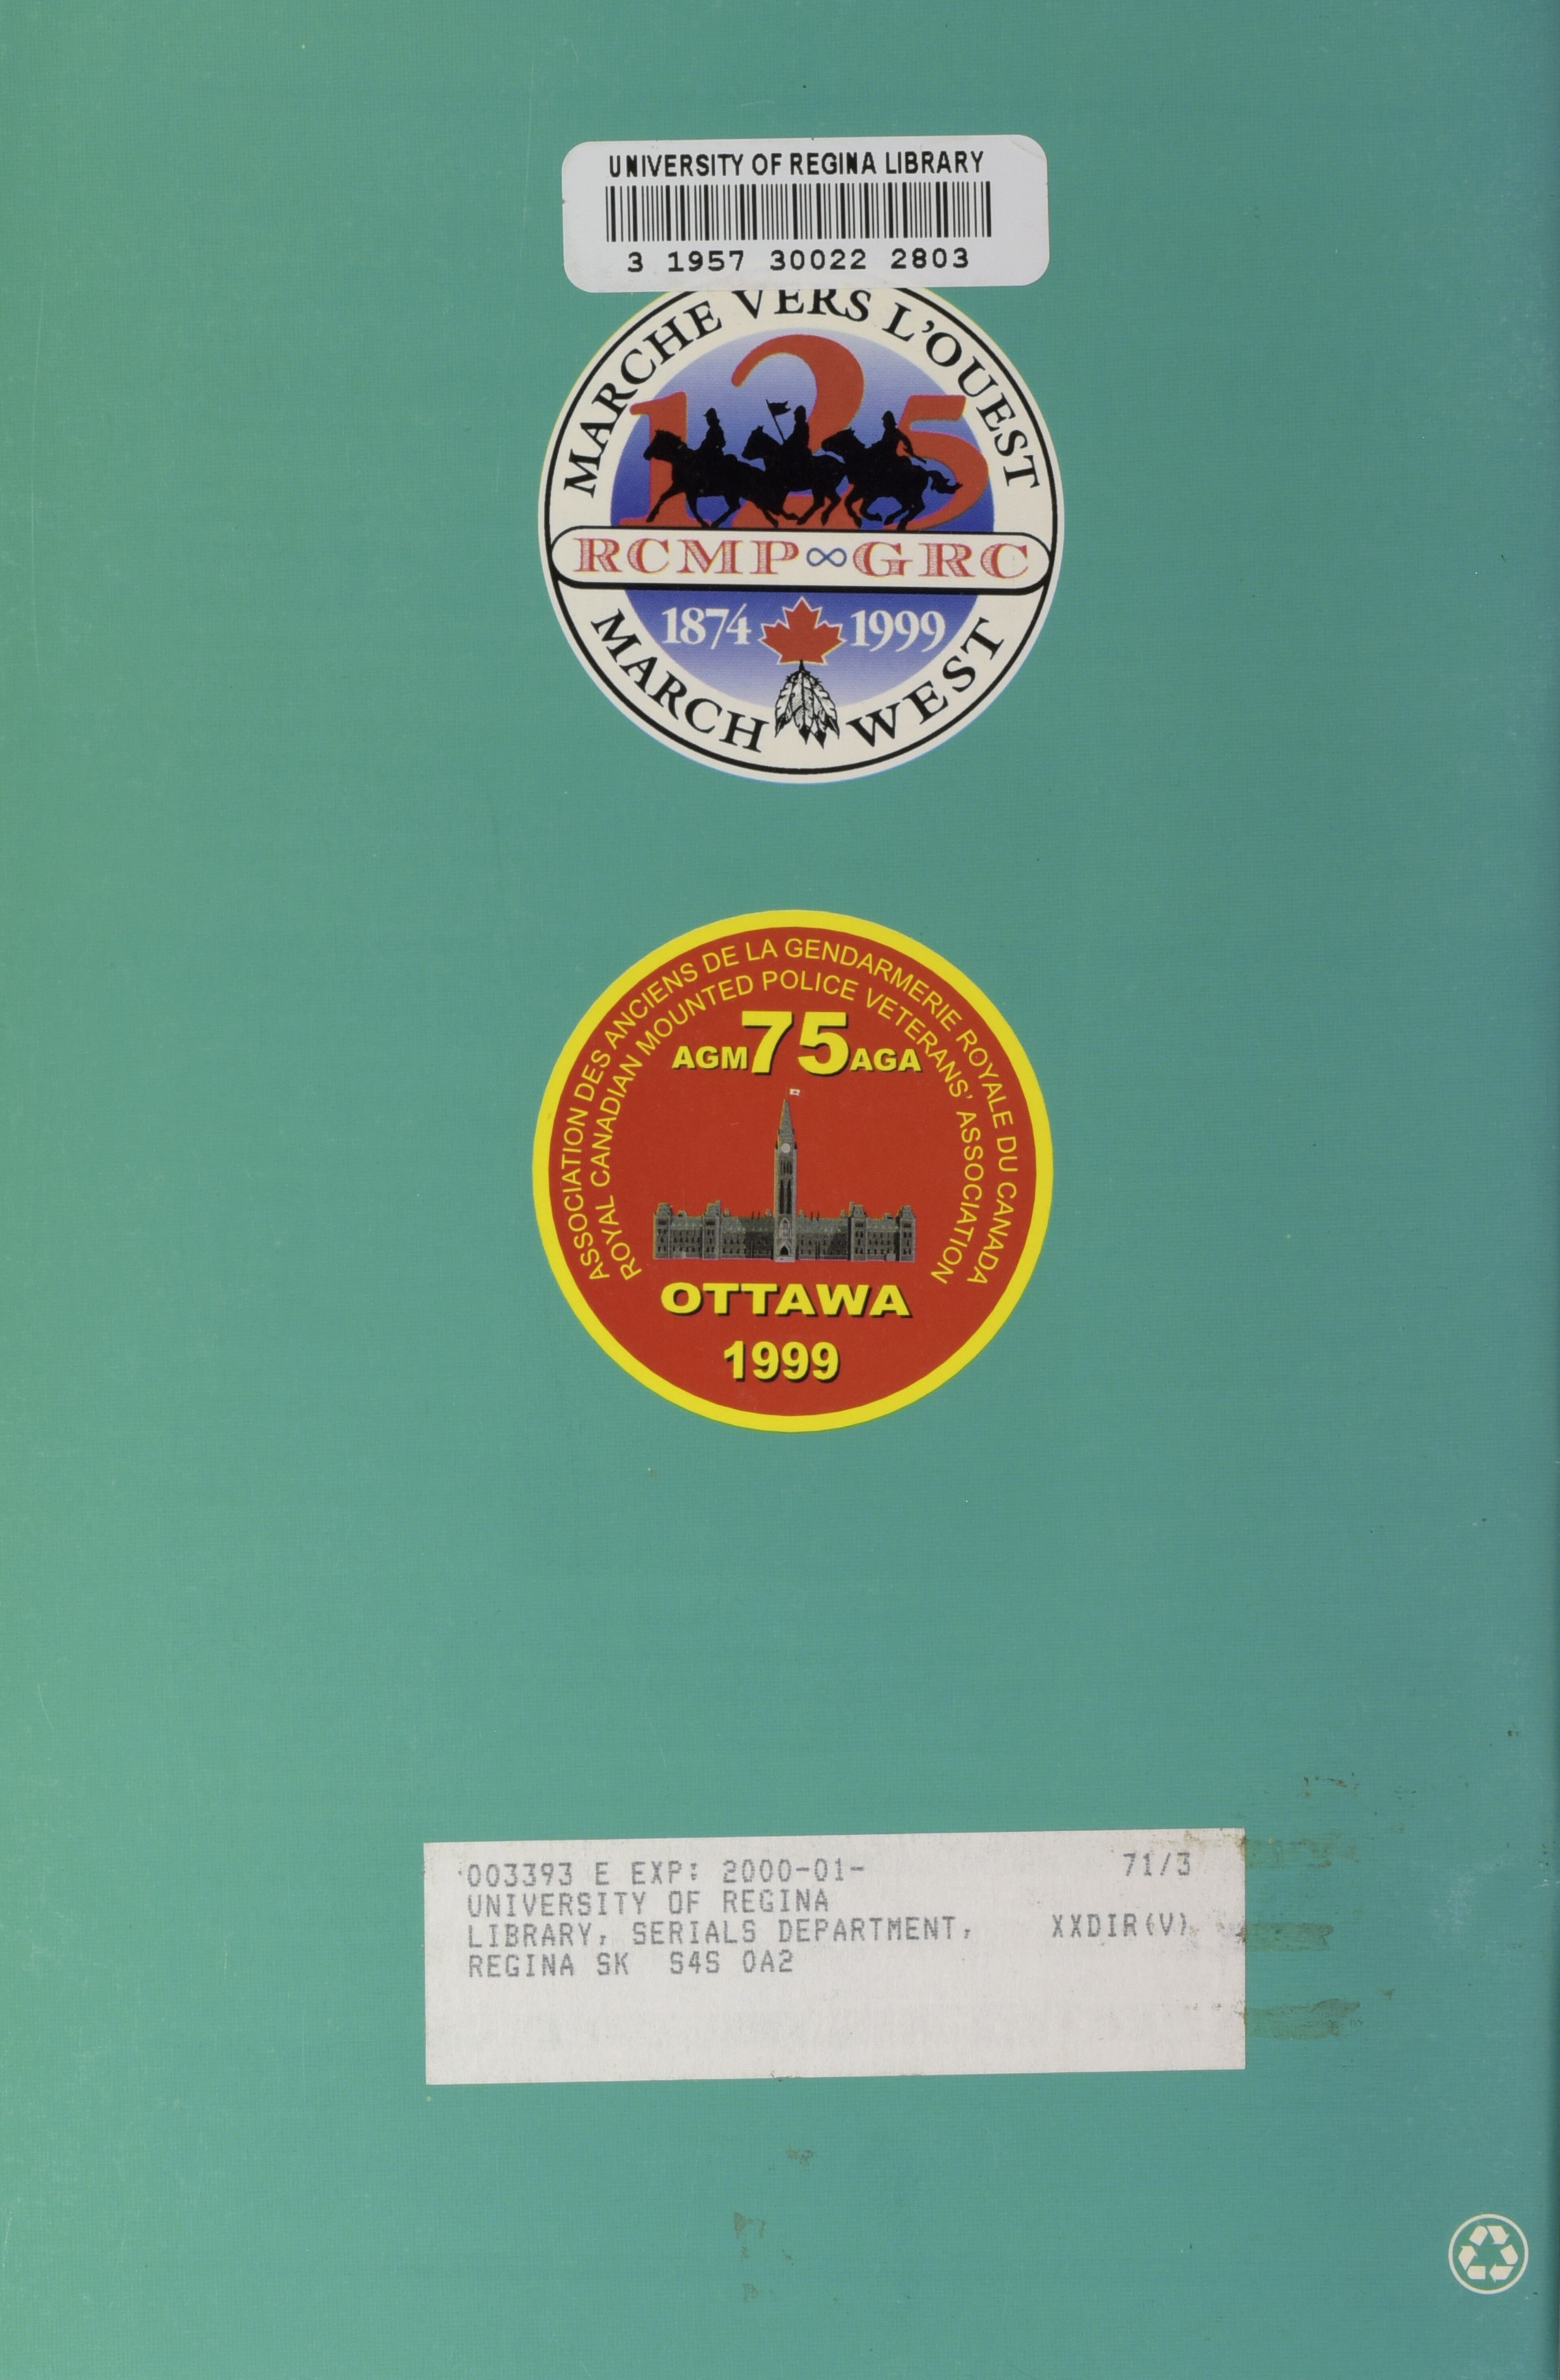 UNIVERSITY OF REGINA LIBRARY
3 1957 30022 2803
MARCHE VERS L'OUEST
125
RCMP∞GRC
1874 1999
MARCH WEST
ASSOCIATION DES ANCIENS DE LA GENDARMERIE ROYALE DU CANADA
ROYAL CANADIAN MOUNTED POLICE VETERANS' ASSOCIATION
AGM 75 AGA
OTTAWA
1999
003393 E EXP: 2000-01- 71/3
UNIVERSITY OF REGINA
LIBRARY, SERIALS DEPARTMENT, XXDIR(V)
REGINA SK S4S 0A2